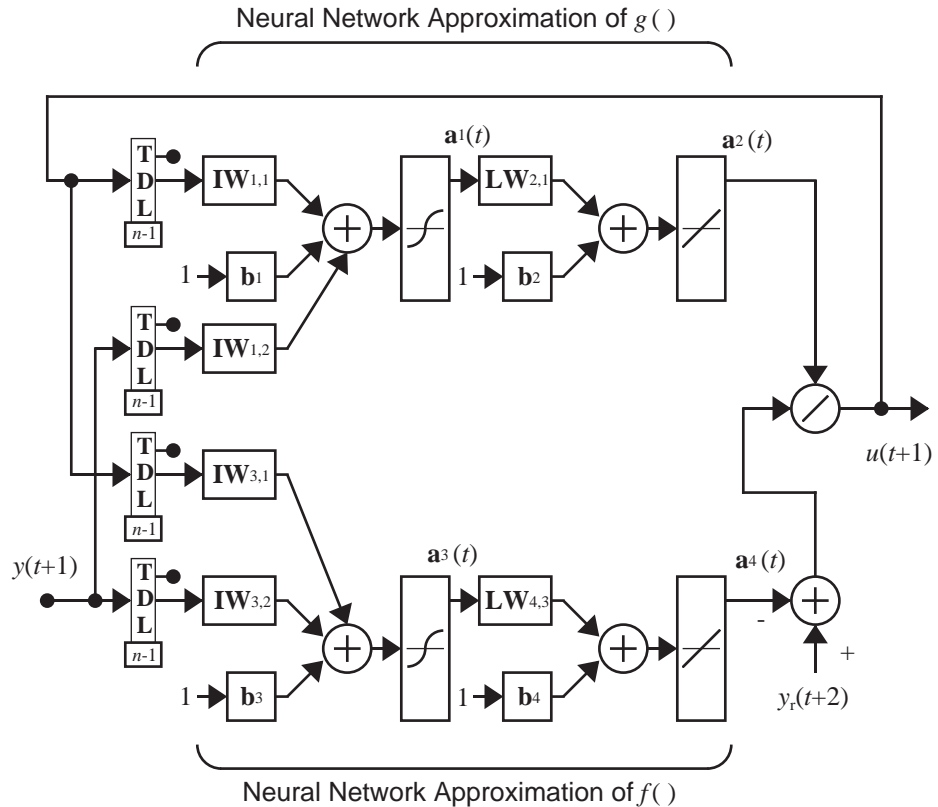 Neural Network Approximation of g ( )
a1(t) a2 (t)
T
D
L
n-1
IW1,1
LW2,1
1
b1
1
b2
T
D
L
n-1
IW1,2
u(t+1)
T
D
L
n-1
IW3,1
y(t+1)
a3 (t) a4(t)
T
D
L
n-1
IW3,2
LW4,3
-
+
1
b3
1
b4
yr(t+2)
Neural Network Approximation of f ( )